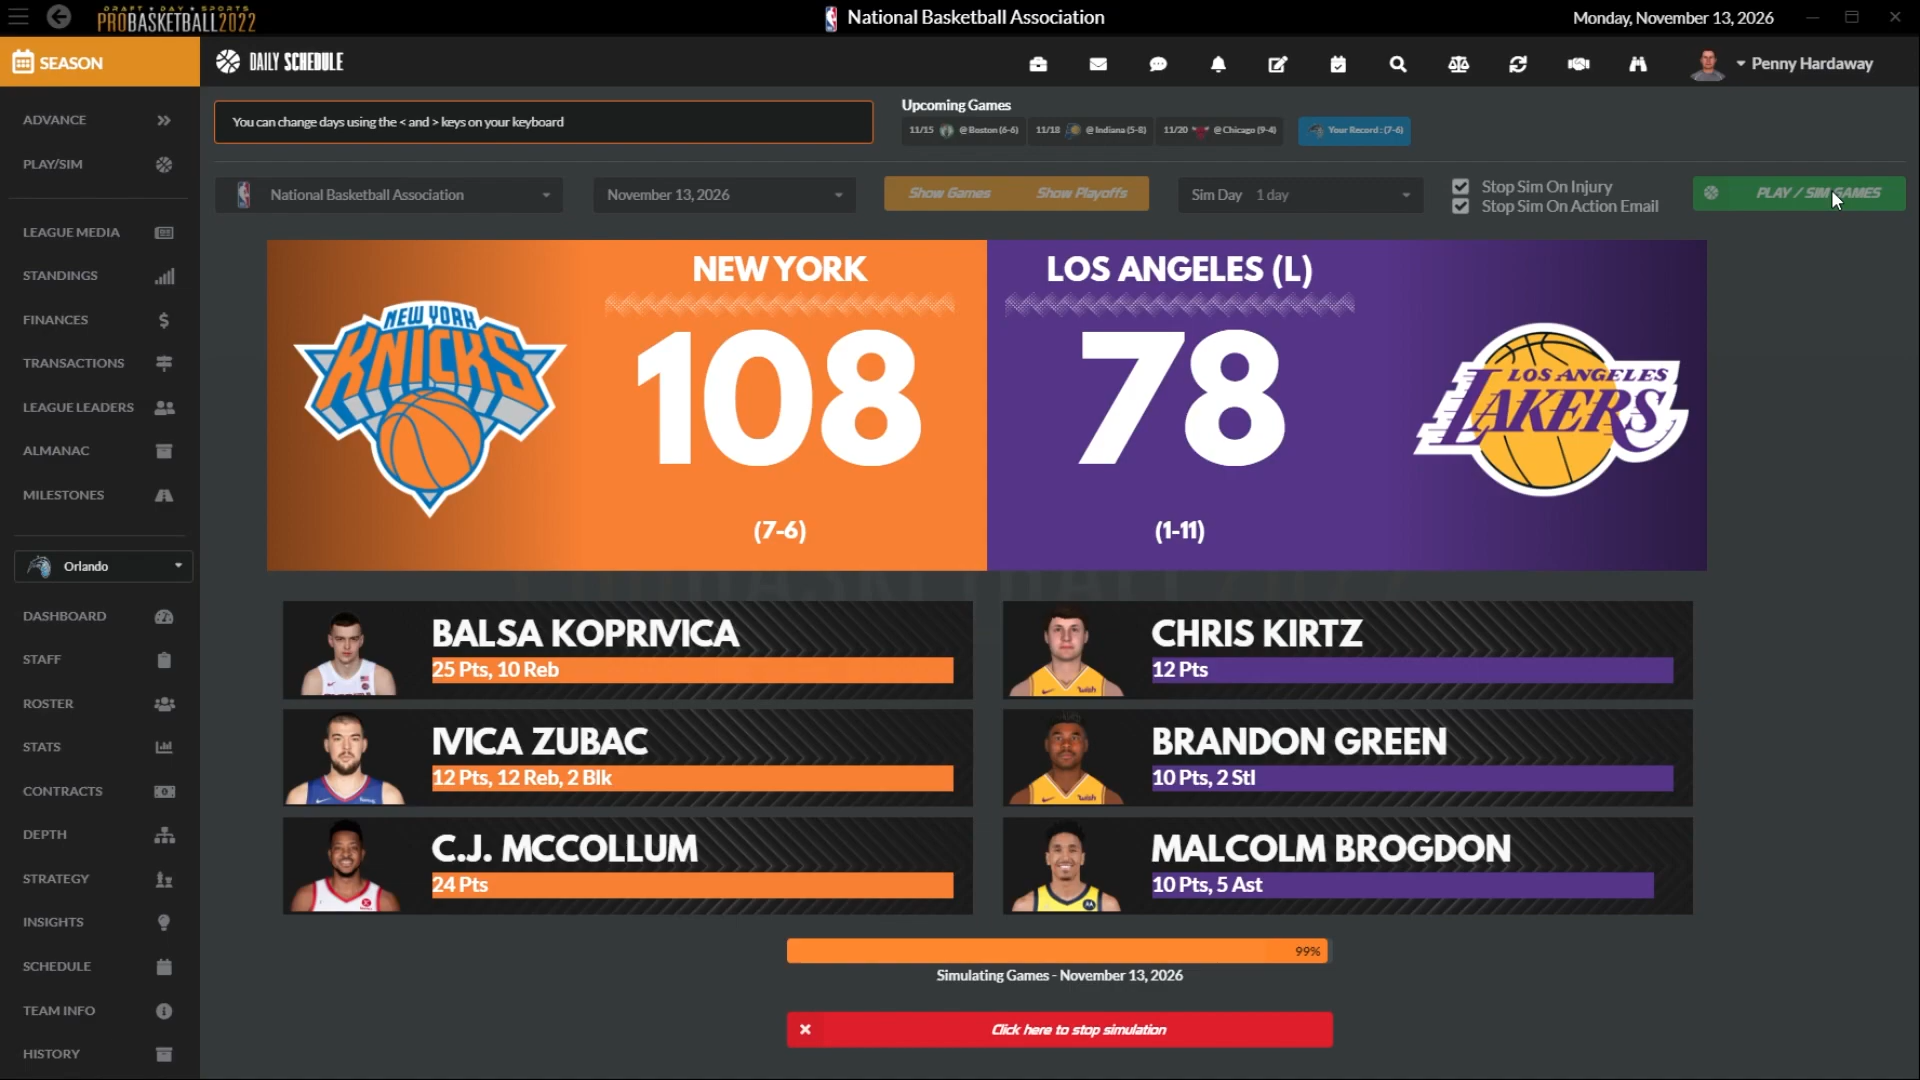 DRAFT DAY SPORTS
PROBASKETBALL2022
National Basketball Association
Monday, November 13, 2026
SEASON
DAILY SCHEDULE
Penny Hardaway
ADVANCE
PLAY/SIM
LEAGUE MEDIA
STANDINGS
FINANCES
TRANSACTIONS
LEAGUE LEADERS
ALMANAC
MILESTONES
Orlando
DASHBOARD
STAFF
ROSTER
STATS
CONTRACTS
DEPTH
STRATEGY
INSIGHTS
SCHEDULE
TEAM INFO
HISTORY
You can change days using the < and > keys on your keyboard
Upcoming Games
11/15 @ Boston (6-6) 11/18 @ Indiana (5-8) 11/20 @ Chicago (9-4) Your Record : (7-6)
National Basketball Association
November 13, 2026
Show Games Show Playoffs
Sim Day 1 day
Stop Sim On Injury
Stop Sim On Action Email
PLAY / SIM GAMES
NEW YORK
108
(7-6)
NEW YORK
KNICKS
LOS ANGELES (L)
78
(1-11)
LOS ANGELES
LAKERS
BALSA KOPRIVICA
25 Pts, 10 Reb
IVICA ZUBAC
12 Pts, 12 Reb, 2 Blk
C.J. MCCOLLUM
24 Pts
CHRIS KIRTZ
12 Pts
wish
BRANDON GREEN
10 Pts, 2 Stl
wish
MALCOLM BROGDON
10 Pts, 5 Ast
99%
Simulating Games - November 13, 2026
Click here to stop simulation